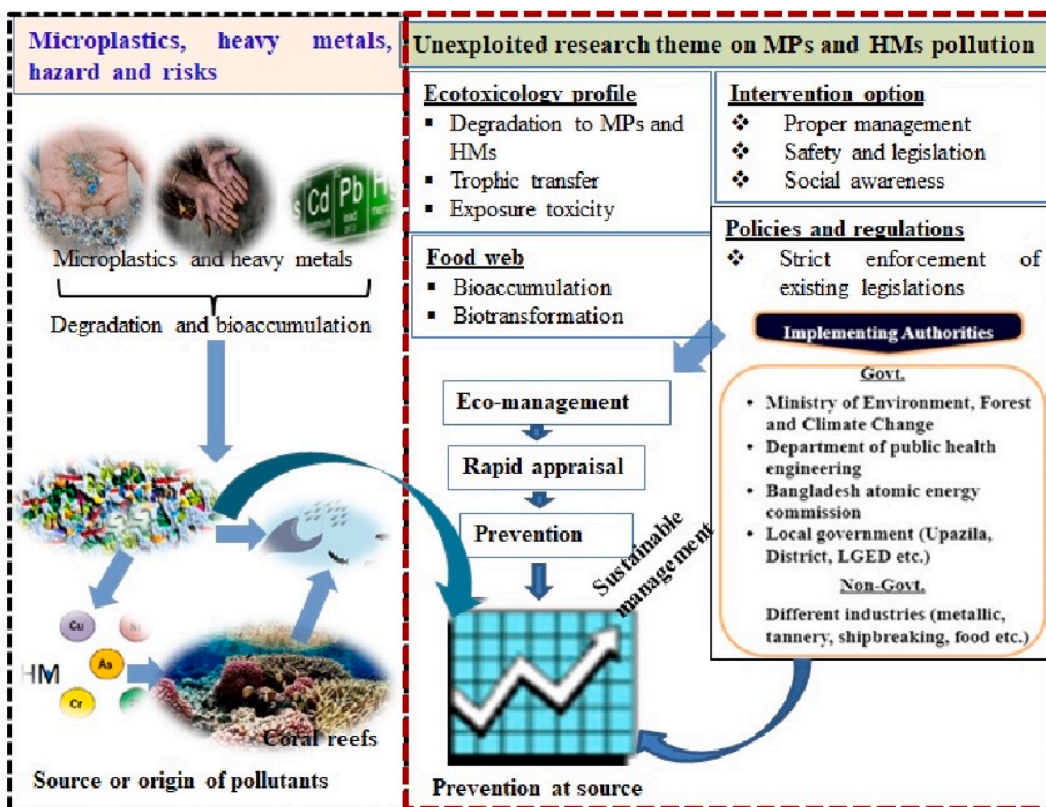 Microplastics, heavy metals,
hazard and risks
Cd Pb
Microplastics and heavy metals
Degradation and bioaccumulation
Cu
HM
As
Cr
Coral reefs
Source or origin of pollutants
Unexploited research theme on MPs and HMs pollution
Ecotoxicology profile
▪ Degradation to MPs and
HMs
▪ Trophic transfer
▪ Exposure toxicity
Food web
▪ Bioaccumulation
▪ Biotransformation
Eco-management
Rapid appraisal
Prevention
Sustainable
management
Prevention at source
Intervention option
❖ Proper management
❖ Safety and legislation
❖ Social awareness
Policies and regulations
❖ Strict enforcement of
existing legislations
Implementing Authorities
Govt.
• Ministry of Environment, Forest
and Climate Change
• Department of public health
engineering
• Bangladesh atomic energy
commission
• Local government (Upazila,
District, LGED etc.)
Non-Govt.
Different industries (metallic,
tannery, shipbreaking, food etc.)